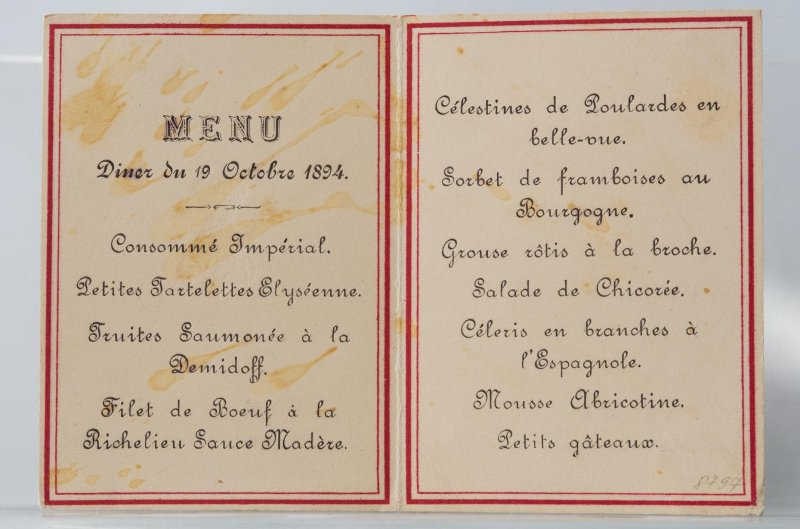 MENU
Diner du 19 Octobre 1894.
Consommé Impérial.
Petites Tartelettes Elyséenne.
Truites Saumonée à la
Demidoff.
Filet de Boeuf à la
Richelieu Sauce Madère.
Célestines de Poulardes en
belle-vue.
Sorbet de framboises au
Bourgogne.
Grouse rôtis à la broche.
Salade de Chicorée.
Céleris en branches à
l'Espagnole.
Mousse Abricotine.
Petits gâteaux.
8797